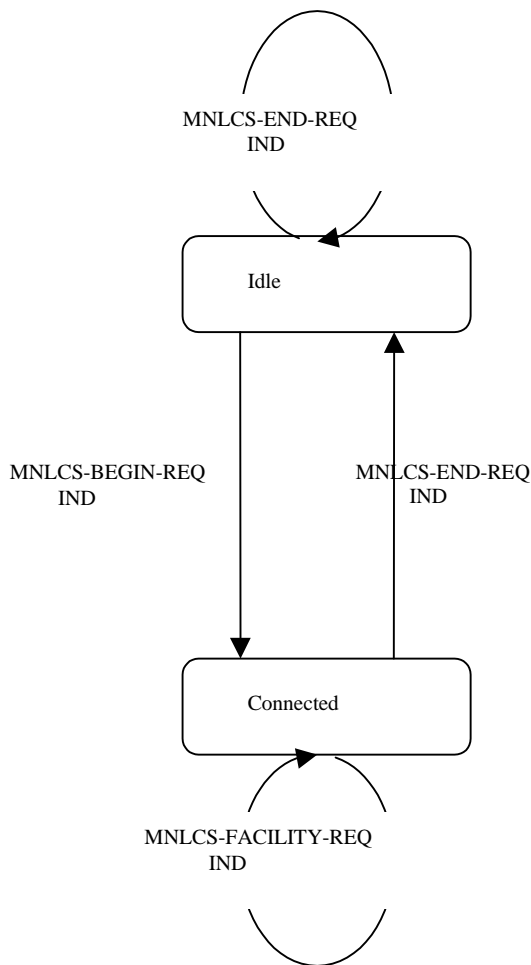 MNLCS-END-REQ
IND
Idle
MNLCS-BEGIN-REQ
IND
MNLCS-END-REQ
IND
Connected
MNLCS-FACILITY-REQ
IND